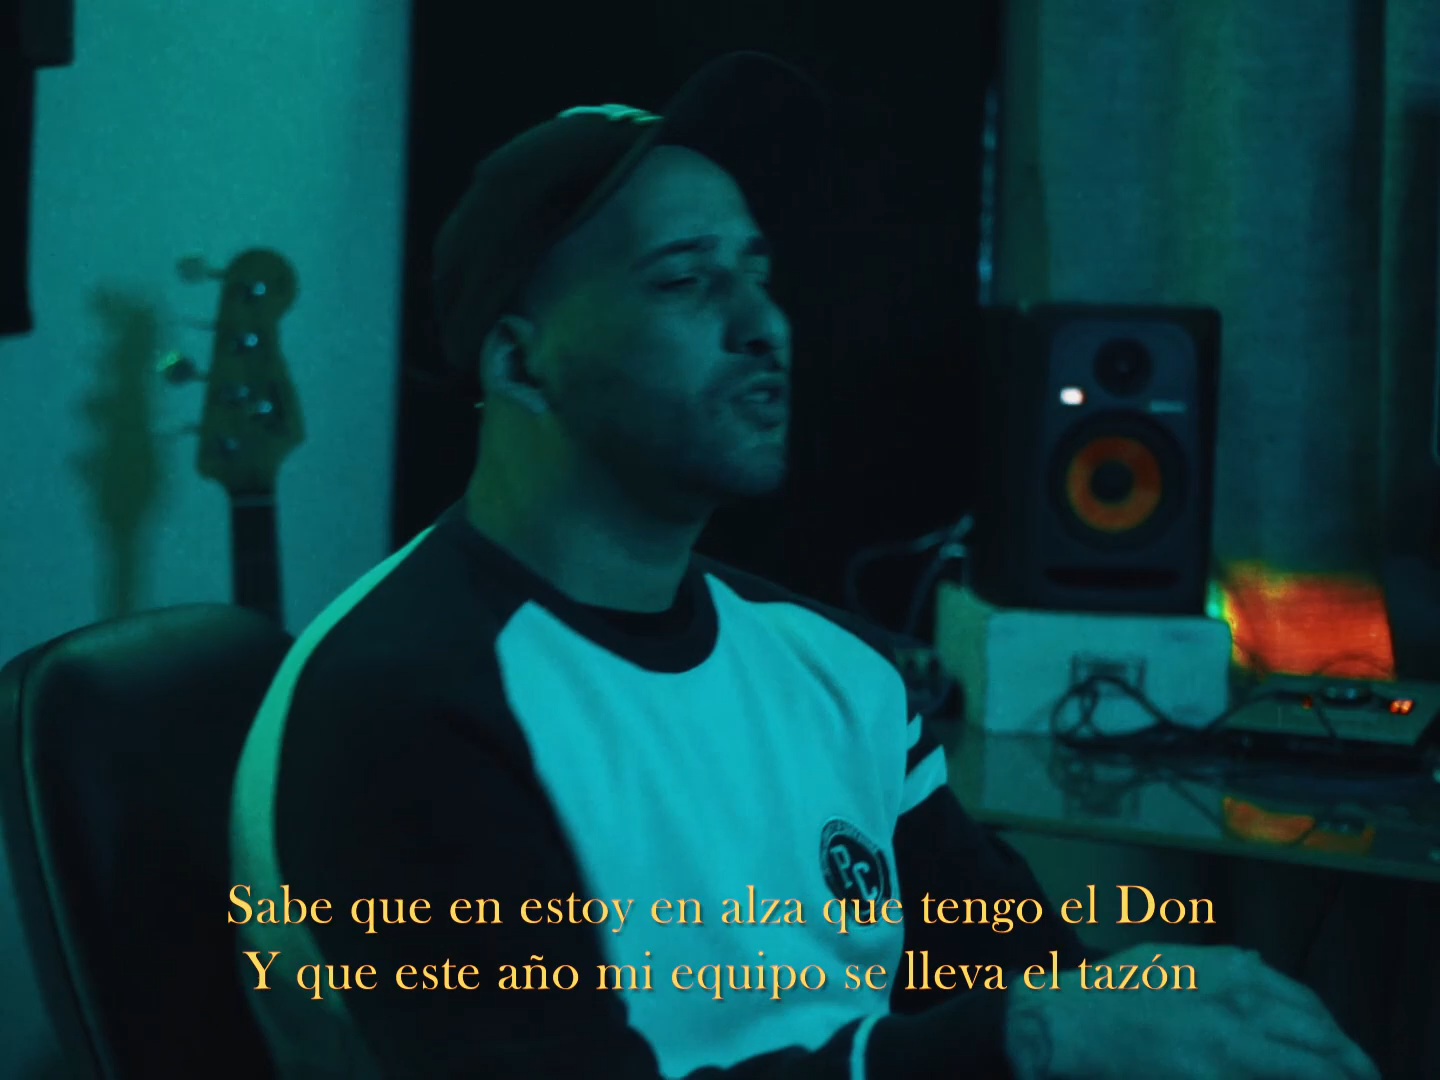 PC
Sabe que en estoy en alza que tengo el Don
Y que este año mi equipo se lleva el tazón